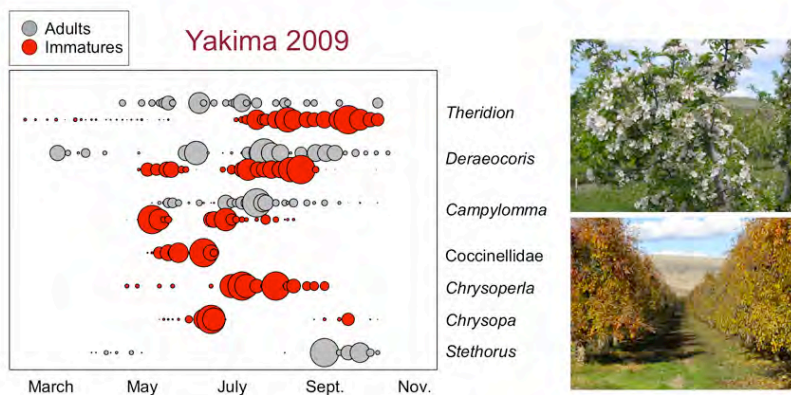 Adults
Immatures
Yakima 2009
Theridion
Deraeocoris
Campylomma
Coccinellidae
Chrysoperla
Chrysopa
Stethorus
March May July Sept. Nov.